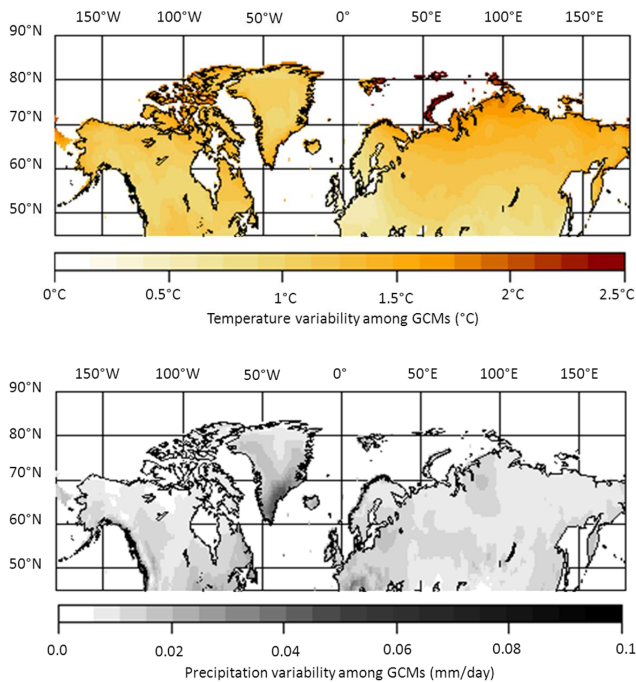 150°W 100°W 50°W 0° 50°E 100°E 150°E
90°N
80°N
70°N
60°N
50°N
0°C 0.5°C 1°C 1.5°C 2°C 2.5°C
Temperature variability among GCMs (°C)
150°W 100°W 50°W 0° 50°E 100°E 150°E
90°N
80°N
70°N
60°N
50°N
0.0 0.02 0.04 0.06 0.08 0.1
Precipitation variability among GCMs (mm/day)